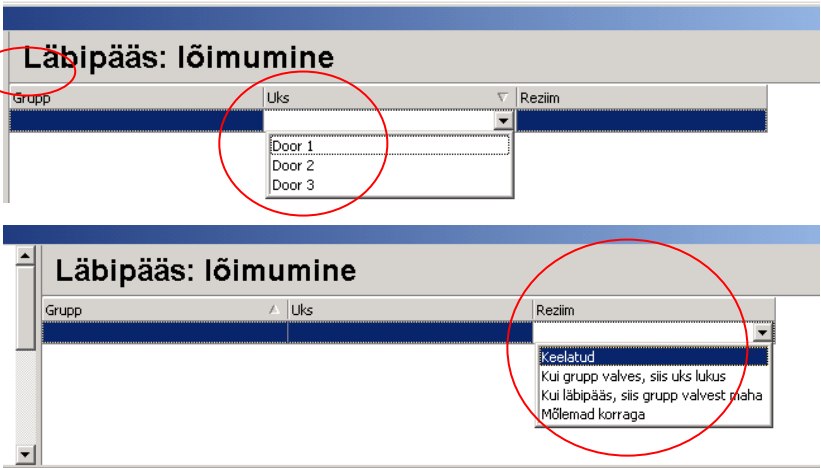 Läbipääs: lõimumine
Grupp Uks Reziim
Door 1
Door 2
Door 3
Läbipääs: lõimumine
Grupp Uks Reziim
Keelatud
Kui grupp valves, siis uks lukus
Kui läbipääs, siis grupp valvest maha
Mõlemad korraga